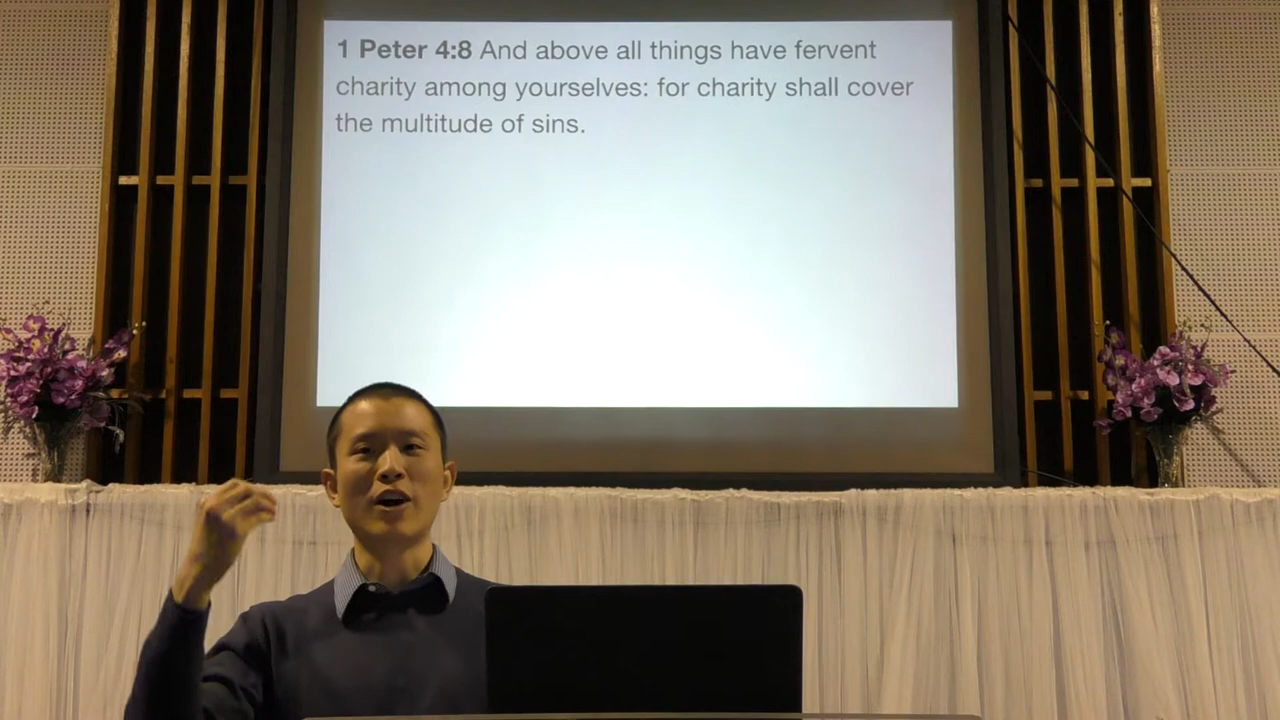 1 Peter 4:8 And above all things have fervent
charity among yourselves: for charity shall cover
the multitude of sins.